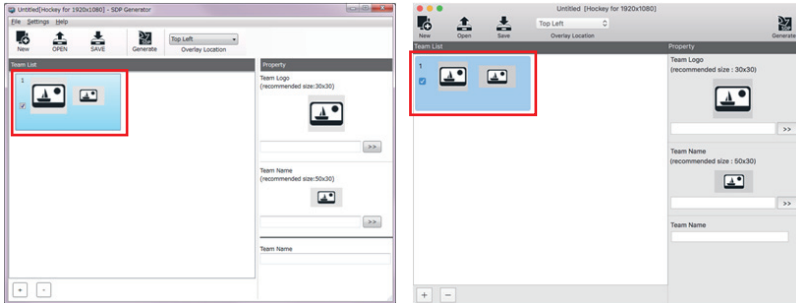 Untitled[Hockey for 1920x1080] - SDP Generator
File Settings Help
New OPEN SAVE Generate Top Left Overlay Location
Team List Property
1
Team Logo
(recommended size:30x30)
>>
Team Name
(recommended size:50x30)
>>
Team Name
+ -
Untitled [Hockey for 1920x1080]
New Open Save Top Left Overlay Location Generate
Team List Property
1
Team Logo
(recommended size : 30x30)
>>
Team Name
(recommended size : 50x30)
>>
Team Name
+ −